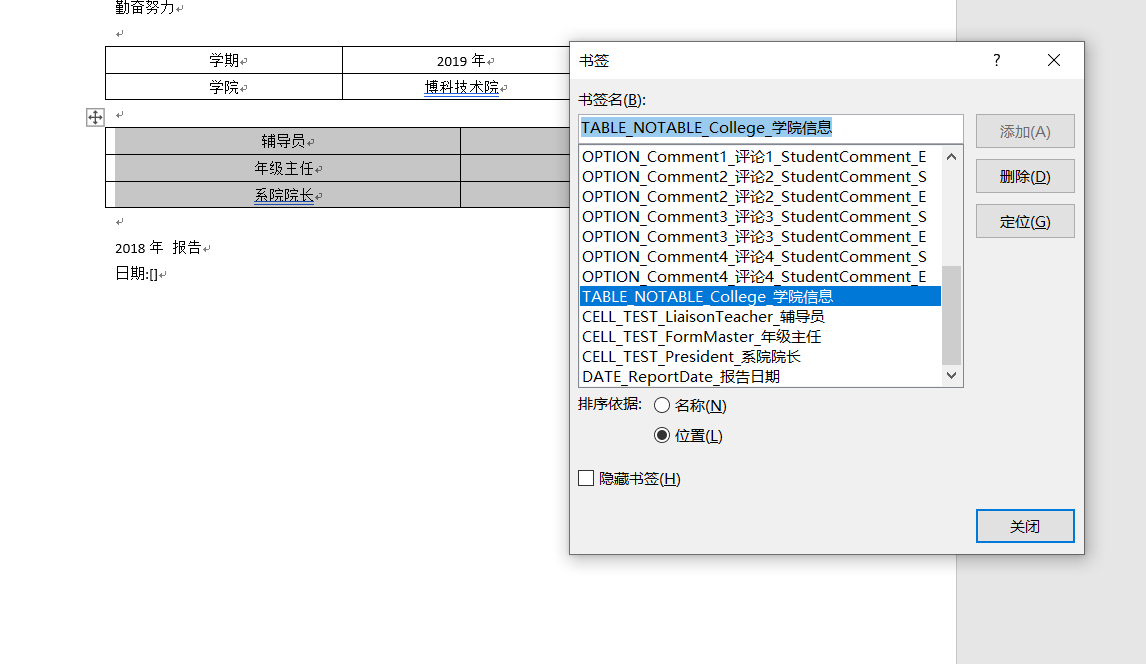 勤奋努力
学期 2019 年
学院 博科技术院
辅导员
年级主任
系院院长
2018 年 报告
日期:[]
书签
?
书签名(B):
TABLE_NOTABLE_College_学院信息
添加(A)
OPTION_Comment1_评论1_StudentComment_E
OPTION_Comment2_评论2_StudentComment_S
删除(D)
OPTION_Comment2_评论2_StudentComment_E
OPTION_Comment3_评论3_StudentComment_S
定位(G)
OPTION_Comment3_评论3_StudentComment_E
OPTION_Comment4_评论4_StudentComment_S
OPTION_Comment4_评论4_StudentComment_E
TABLE_NOTABLE_College_学院信息
CELL_TEST_LiaisonTeacher_辅导员
CELL_TEST_FormMaster_年级主任
CELL_TEST_President_系院院长
DATE_ReportDate_报告日期
排序依据: 名称(N)
位置(L)
隐藏书签(H)
关闭